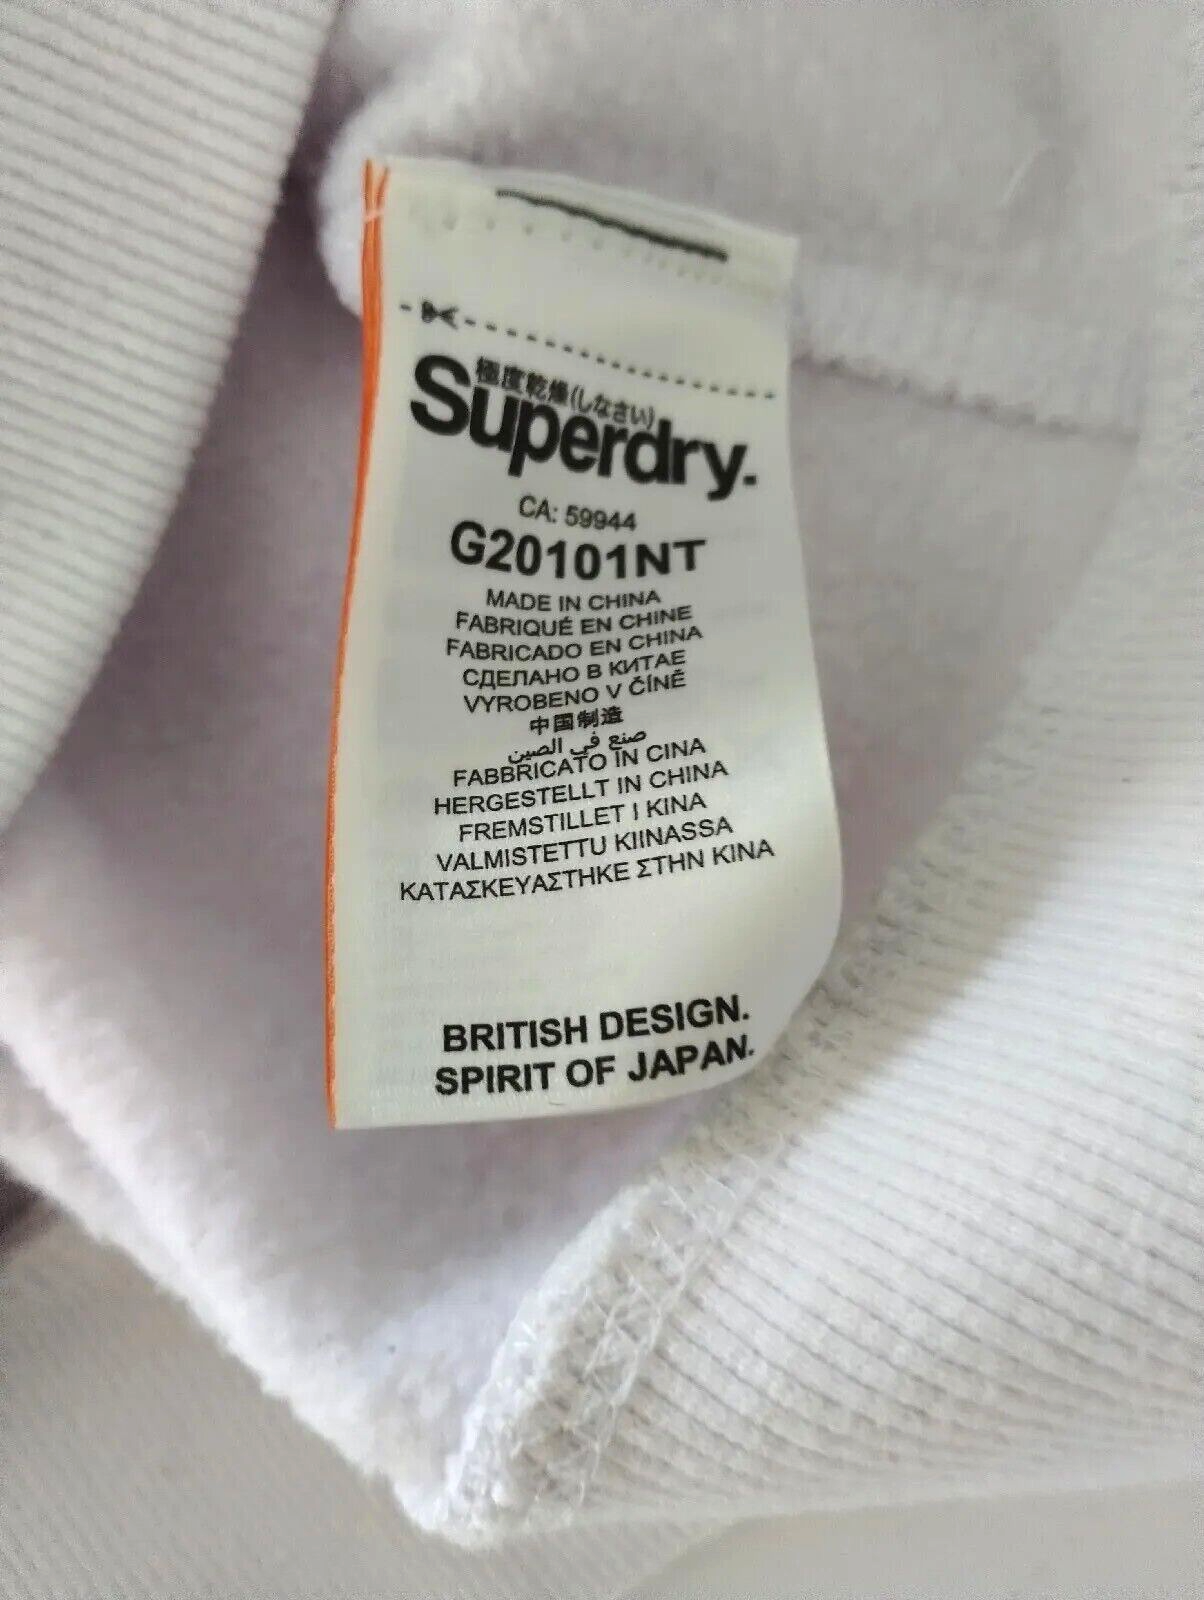 極度乾燥(しなさい)
Superdry.
CA: 59944
G20101NT
MADE IN CHINA
FABRIQUÉ EN CHINE
FABRICADO EN CHINA
СДЕЛАНО В КИТАЕ
VYROBENO V ČÍNĚ
中国制造
صنع في الصين
FABBRICATO IN CINA
HERGESTELLT IN CHINA
FREMSTILLET I KINA
VALMISTETTU KIINASSA
ΚΑΤΑΣΚΕΥΑΣΤΗΚΕ ΣΤΗΝ ΚΙΝΑ
BRITISH DESIGN.
SPIRIT OF JAPAN.